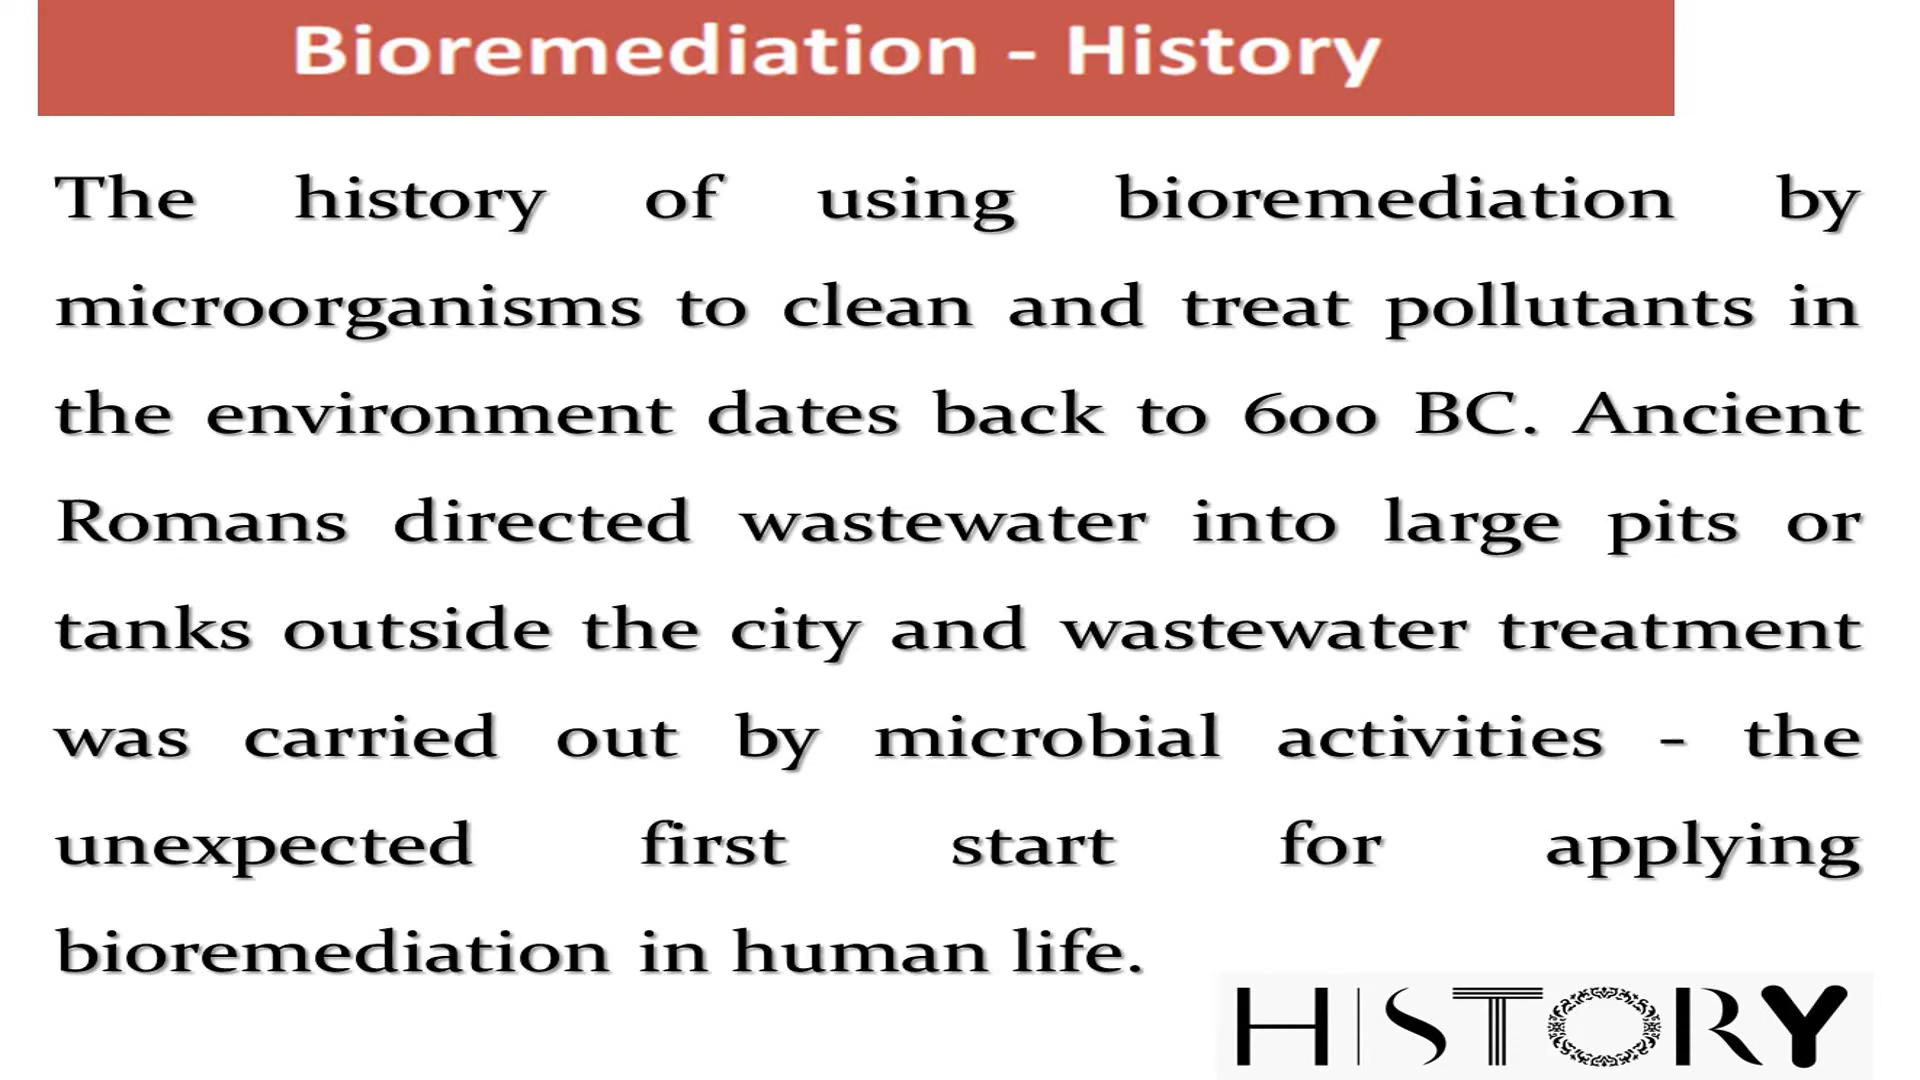 Bioremediation - History
The history of using bioremediation by
microorganisms to clean and treat pollutants in
the environment dates back to 600 BC. Ancient
Romans directed wastewater into large pits or
tanks outside the city and wastewater treatment
was carried out by microbial activities - the
unexpected first start for applying
bioremediation in human life.
HISTORY